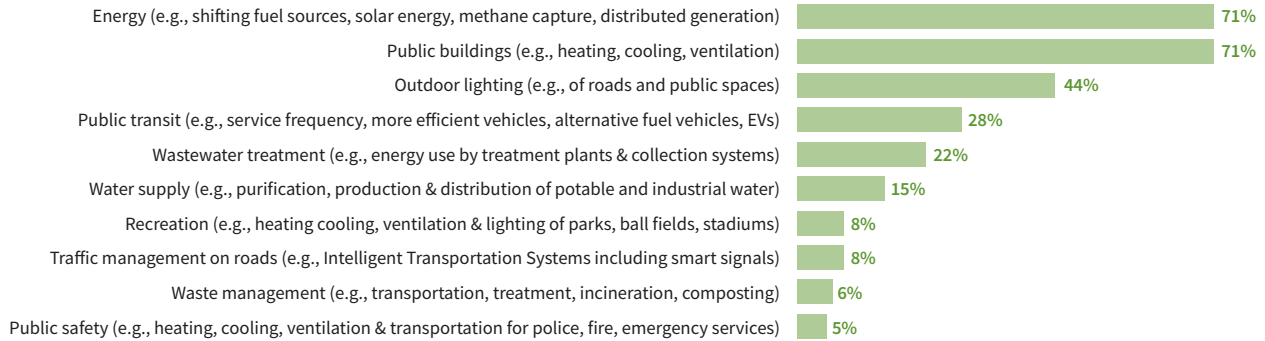 Energy (e.g., shifting fuel sources, solar energy, methane capture, distributed generation) 71%
Public buildings (e.g., heating, cooling, ventilation) 71%
Outdoor lighting (e.g., of roads and public spaces) 44%
Public transit (e.g., service frequency, more efficient vehicles, alternative fuel vehicles, EVs) 28%
Wastewater treatment (e.g., energy use by treatment plants & collection systems) 22%
Water supply (e.g., purification, production & distribution of potable and industrial water) 15%
Recreation (e.g., heating cooling, ventilation & lighting of parks, ball fields, stadiums) 8%
Traffic management on roads (e.g., Intelligent Transportation Systems including smart signals) 8%
Waste management (e.g., transportation, treatment, incineration, composting) 6%
Public safety (e.g., heating, cooling, ventilation & transportation for police, fire, emergency services) 5%